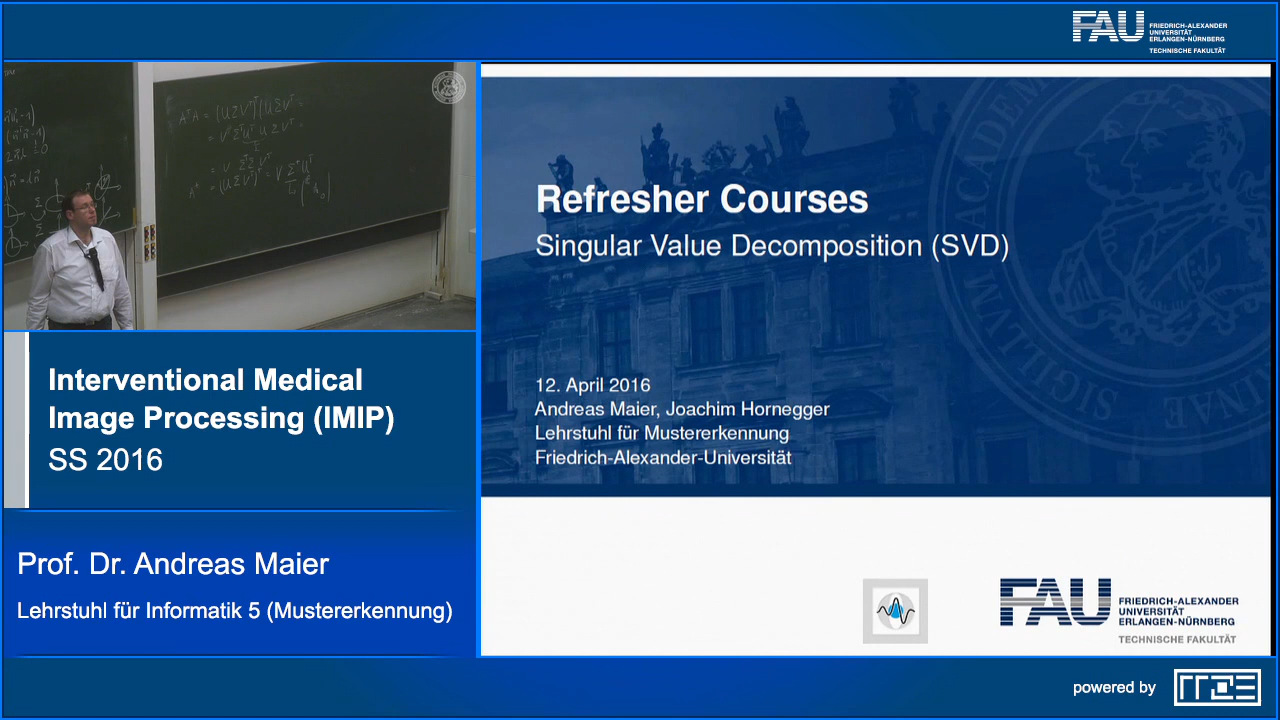 FAU
FRIEDRICH-ALEXANDER
UNIVERSITÄT
ERLANGEN-NÜRNBERG
TECHNISCHE FAKULTÄT
Refresher Courses
Singular Value Decomposition (SVD)
12. April 2016
Andreas Maier, Joachim Hornegger
Lehrstuhl für Mustererkennung
Friedrich-Alexander-Universität
FAU
FRIEDRICH-ALEXANDER
UNIVERSITÄT
ERLANGEN-NÜRNBERG
TECHNISCHE FAKULTÄT
Interventional Medical
Image Processing (IMIP)
SS 2016
Prof. Dr. Andreas Maier
Lehrstuhl für Informatik 5 (Mustererkennung)
powered by